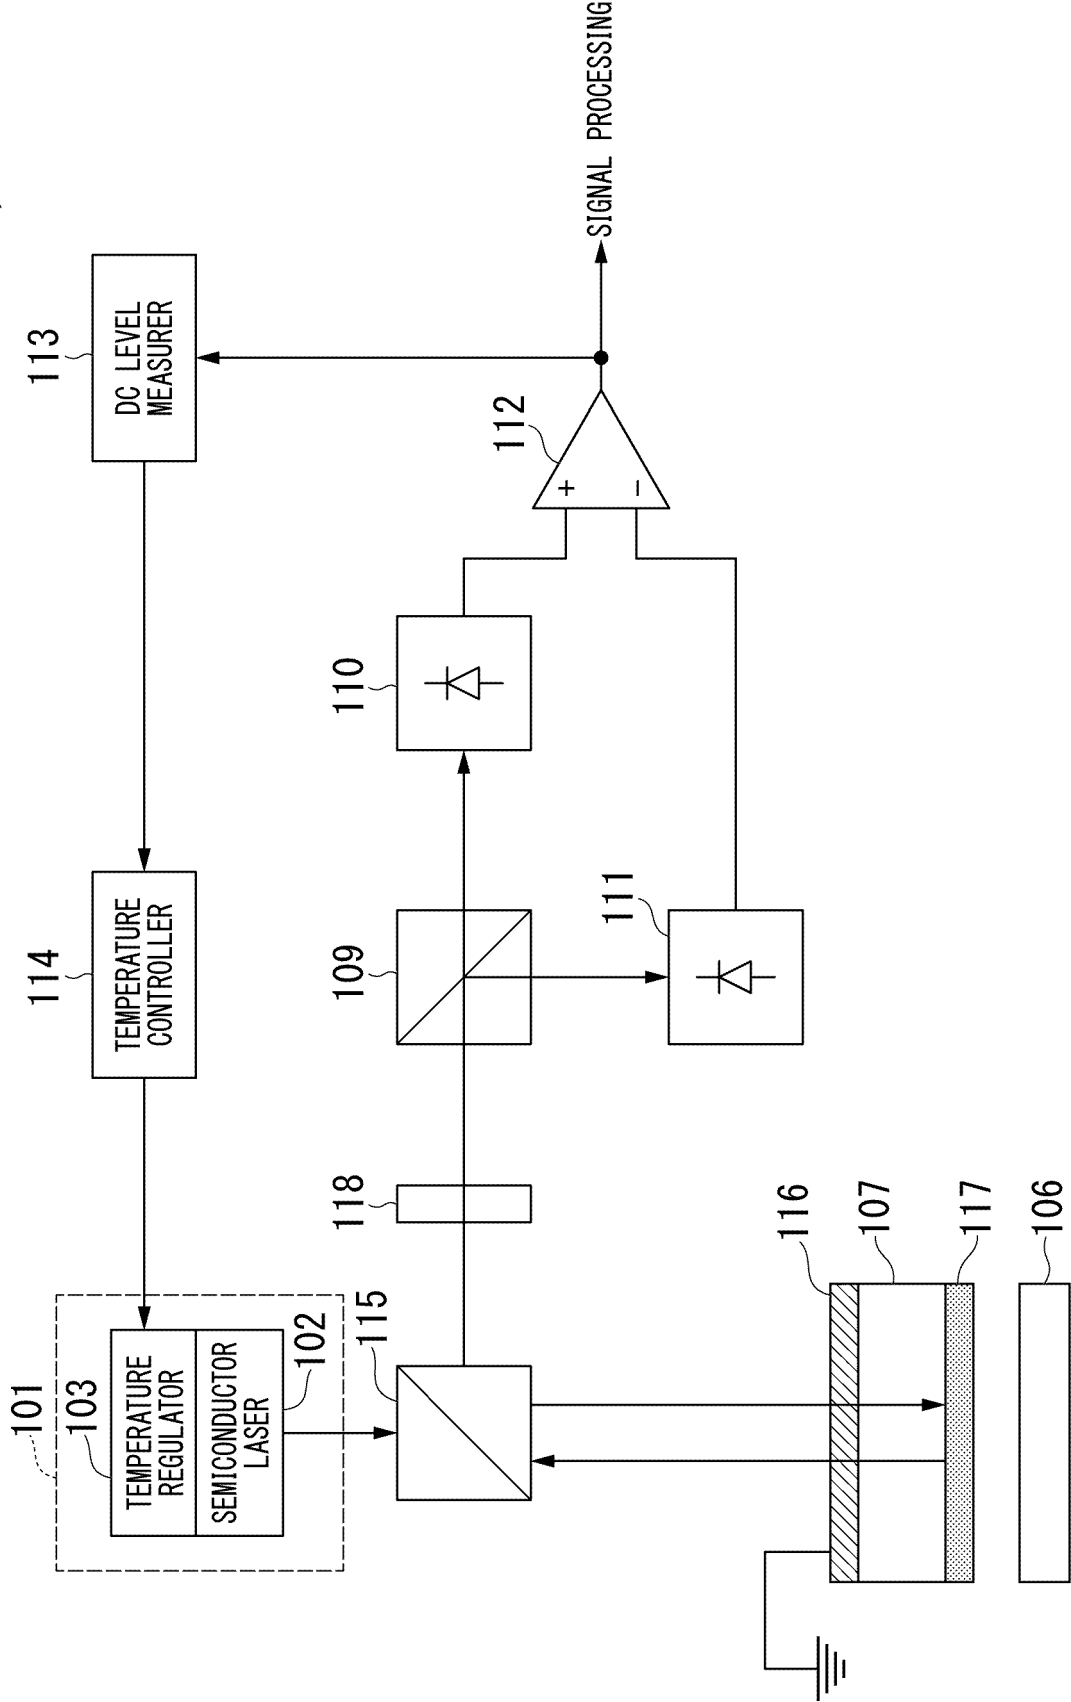 101
103
TEMPERATURE
REGULATOR
SEMICONDUCTOR
LASER
102
114
TEMPERATURE
CONTROLLER
113
DC LEVEL
MEASURER
115
118
109
110
111
112
+
−
SIGNAL PROCESSING
116
107
117
106